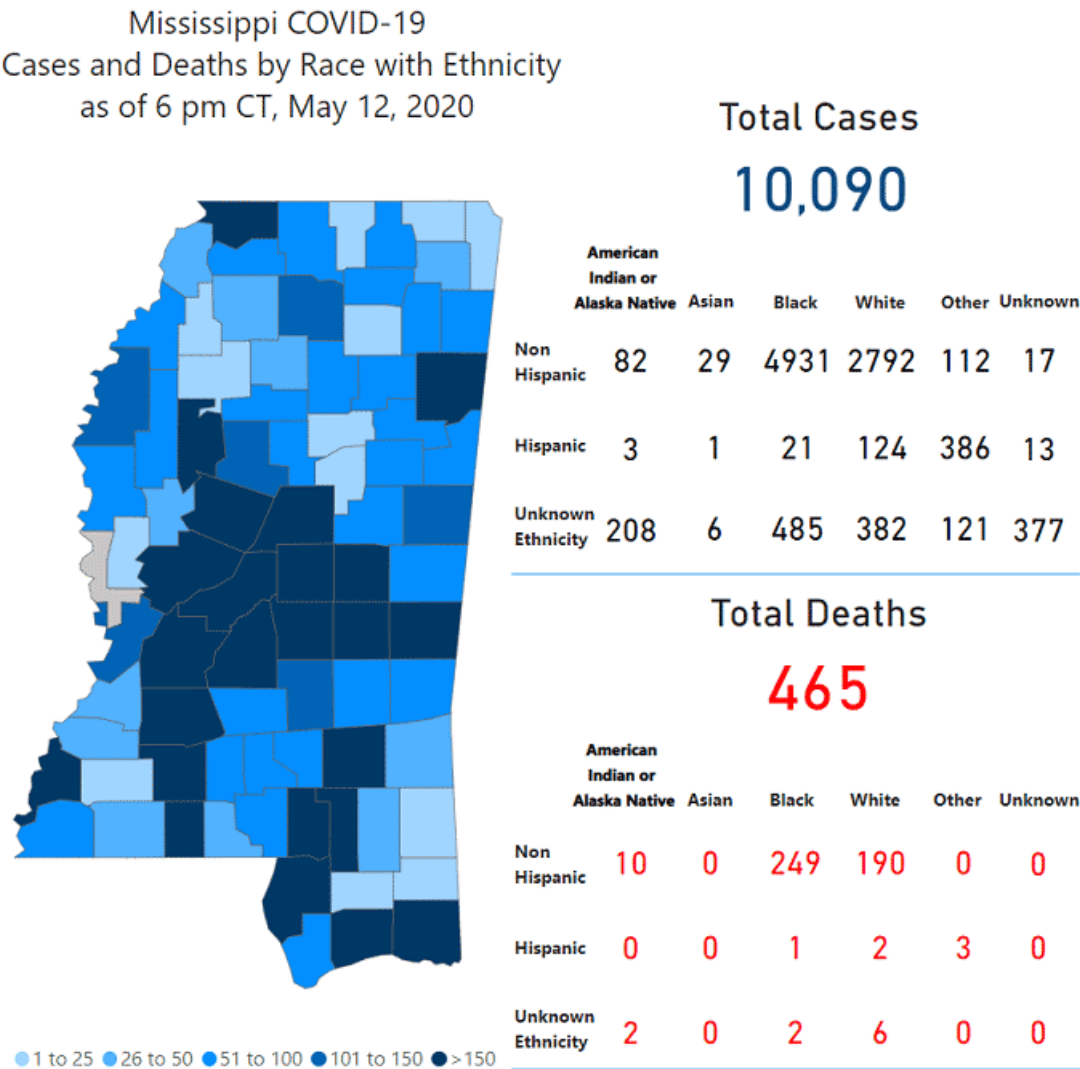 Mississippi COVID-19
Cases and Deaths by Race with Ethnicity
as of 6 pm CT, May 12, 2020
Total Cases
10,090
American
Indian or
Alaska Native Asian Black White Other Unknown
Non
Hispanic 82 29 4931 2792 112 17
Hispanic 3 1 21 124 386 13
Unknown
Ethnicity 208 6 485 382 121 377
Total Deaths
465
American
Indian or
Alaska Native Asian Black White Other Unknown
Non
Hispanic 10 0 249 190 0 0
Hispanic 0 0 1 2 3 0
Unknown
Ethnicity 2 0 2 6 0 0
1 to 25 26 to 50 51 to 100 101 to 150 >150